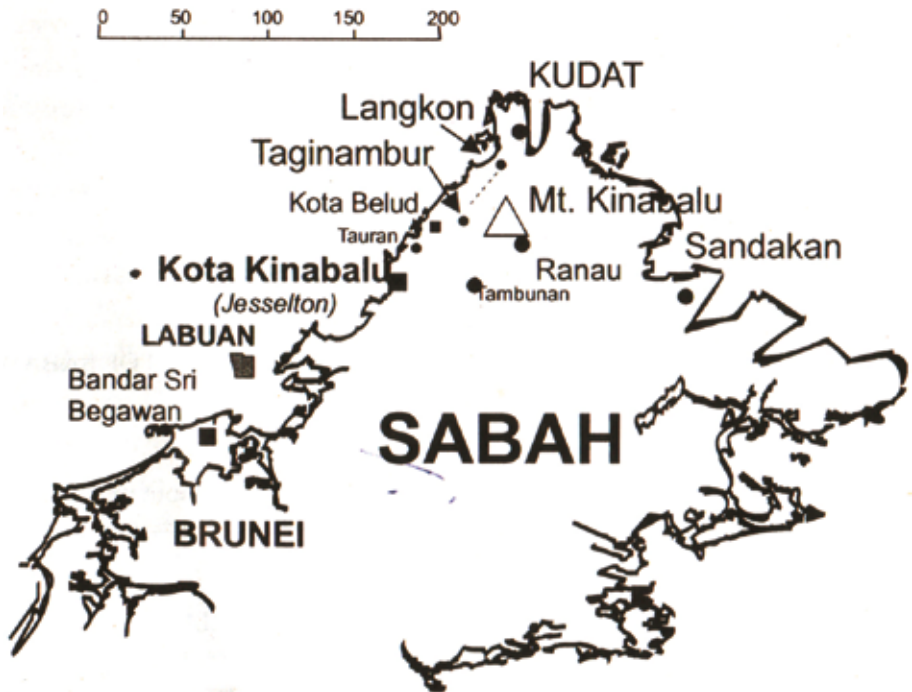 0 50 100 200
KUDAT
Langkon
Taginambur
Kota Belud
Mt. Kinabalu
Tauran
Sandakan
Kota Kinabalu
Ranau
(Jesselton)
Tambunan
LABUAN
Bandar Sri
Begawan
SABAH
BRUNEI